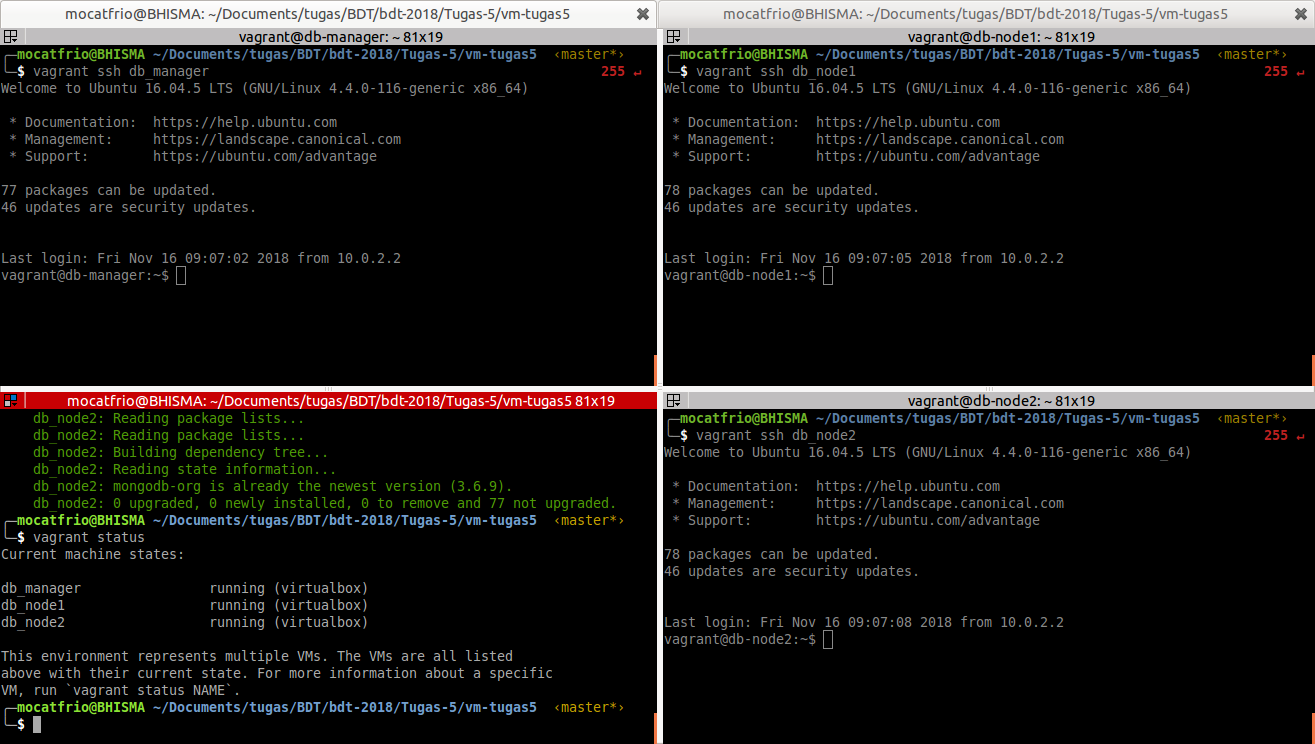 mocatfrio@BHISMA: ~/Documents/tugas/BDT/bdt-2018/Tugas-5/vm-tugas5
vagrant@db-manager: ~ 81x19
╭─mocatfrio@BHISMA ~/Documents/tugas/BDT/bdt-2018/Tugas-5/vm-tugas5 ‹master*›
╰─$ vagrant ssh db_manager 255 ↵
Welcome to Ubuntu 16.04.5 LTS (GNU/Linux 4.4.0-116-generic x86_64)
* Documentation: https://help.ubuntu.com
* Management: https://landscape.canonical.com
* Support: https://ubuntu.com/advantage
77 packages can be updated.
46 updates are security updates.
Last login: Fri Nov 16 09:07:02 2018 from 10.0.2.2
vagrant@db-manager:~$
mocatfrio@BHISMA: ~/Documents/tugas/BDT/bdt-2018/Tugas-5/vm-tugas5
vagrant@db-node1: ~ 81x19
╭─mocatfrio@BHISMA ~/Documents/tugas/BDT/bdt-2018/Tugas-5/vm-tugas5 ‹master*›
╰─$ vagrant ssh db_node1 255 ↵
Welcome to Ubuntu 16.04.5 LTS (GNU/Linux 4.4.0-116-generic x86_64)
* Documentation: https://help.ubuntu.com
* Management: https://landscape.canonical.com
* Support: https://ubuntu.com/advantage
78 packages can be updated.
46 updates are security updates.
Last login: Fri Nov 16 09:07:05 2018 from 10.0.2.2
vagrant@db-node1:~$
mocatfrio@BHISMA: ~/Documents/tugas/BDT/bdt-2018/Tugas-5/vm-tugas5 81x19
db_node2: Reading package lists...
db_node2: Reading package lists...
db_node2: Building dependency tree...
db_node2: Reading state information...
db_node2: mongodb-org is already the newest version (3.6.9).
db_node2: 0 upgraded, 0 newly installed, 0 to remove and 77 not upgraded.
╭─mocatfrio@BHISMA ~/Documents/tugas/BDT/bdt-2018/Tugas-5/vm-tugas5 ‹master*›
╰─$ vagrant status
Current machine states:
db_manager running (virtualbox)
db_node1 running (virtualbox)
db_node2 running (virtualbox)
This environment represents multiple VMs. The VMs are all listed
above with their current state. For more information about a specific
VM, run `vagrant status NAME`.
╭─mocatfrio@BHISMA ~/Documents/tugas/BDT/bdt-2018/Tugas-5/vm-tugas5 ‹master*›
╰─$
vagrant@db-node2: ~ 81x19
╭─mocatfrio@BHISMA ~/Documents/tugas/BDT/bdt-2018/Tugas-5/vm-tugas5 ‹master*›
╰─$ vagrant ssh db_node2 255 ↵
Welcome to Ubuntu 16.04.5 LTS (GNU/Linux 4.4.0-116-generic x86_64)
* Documentation: https://help.ubuntu.com
* Management: https://landscape.canonical.com
* Support: https://ubuntu.com/advantage
78 packages can be updated.
46 updates are security updates.
Last login: Fri Nov 16 09:07:08 2018 from 10.0.2.2
vagrant@db-node2:~$